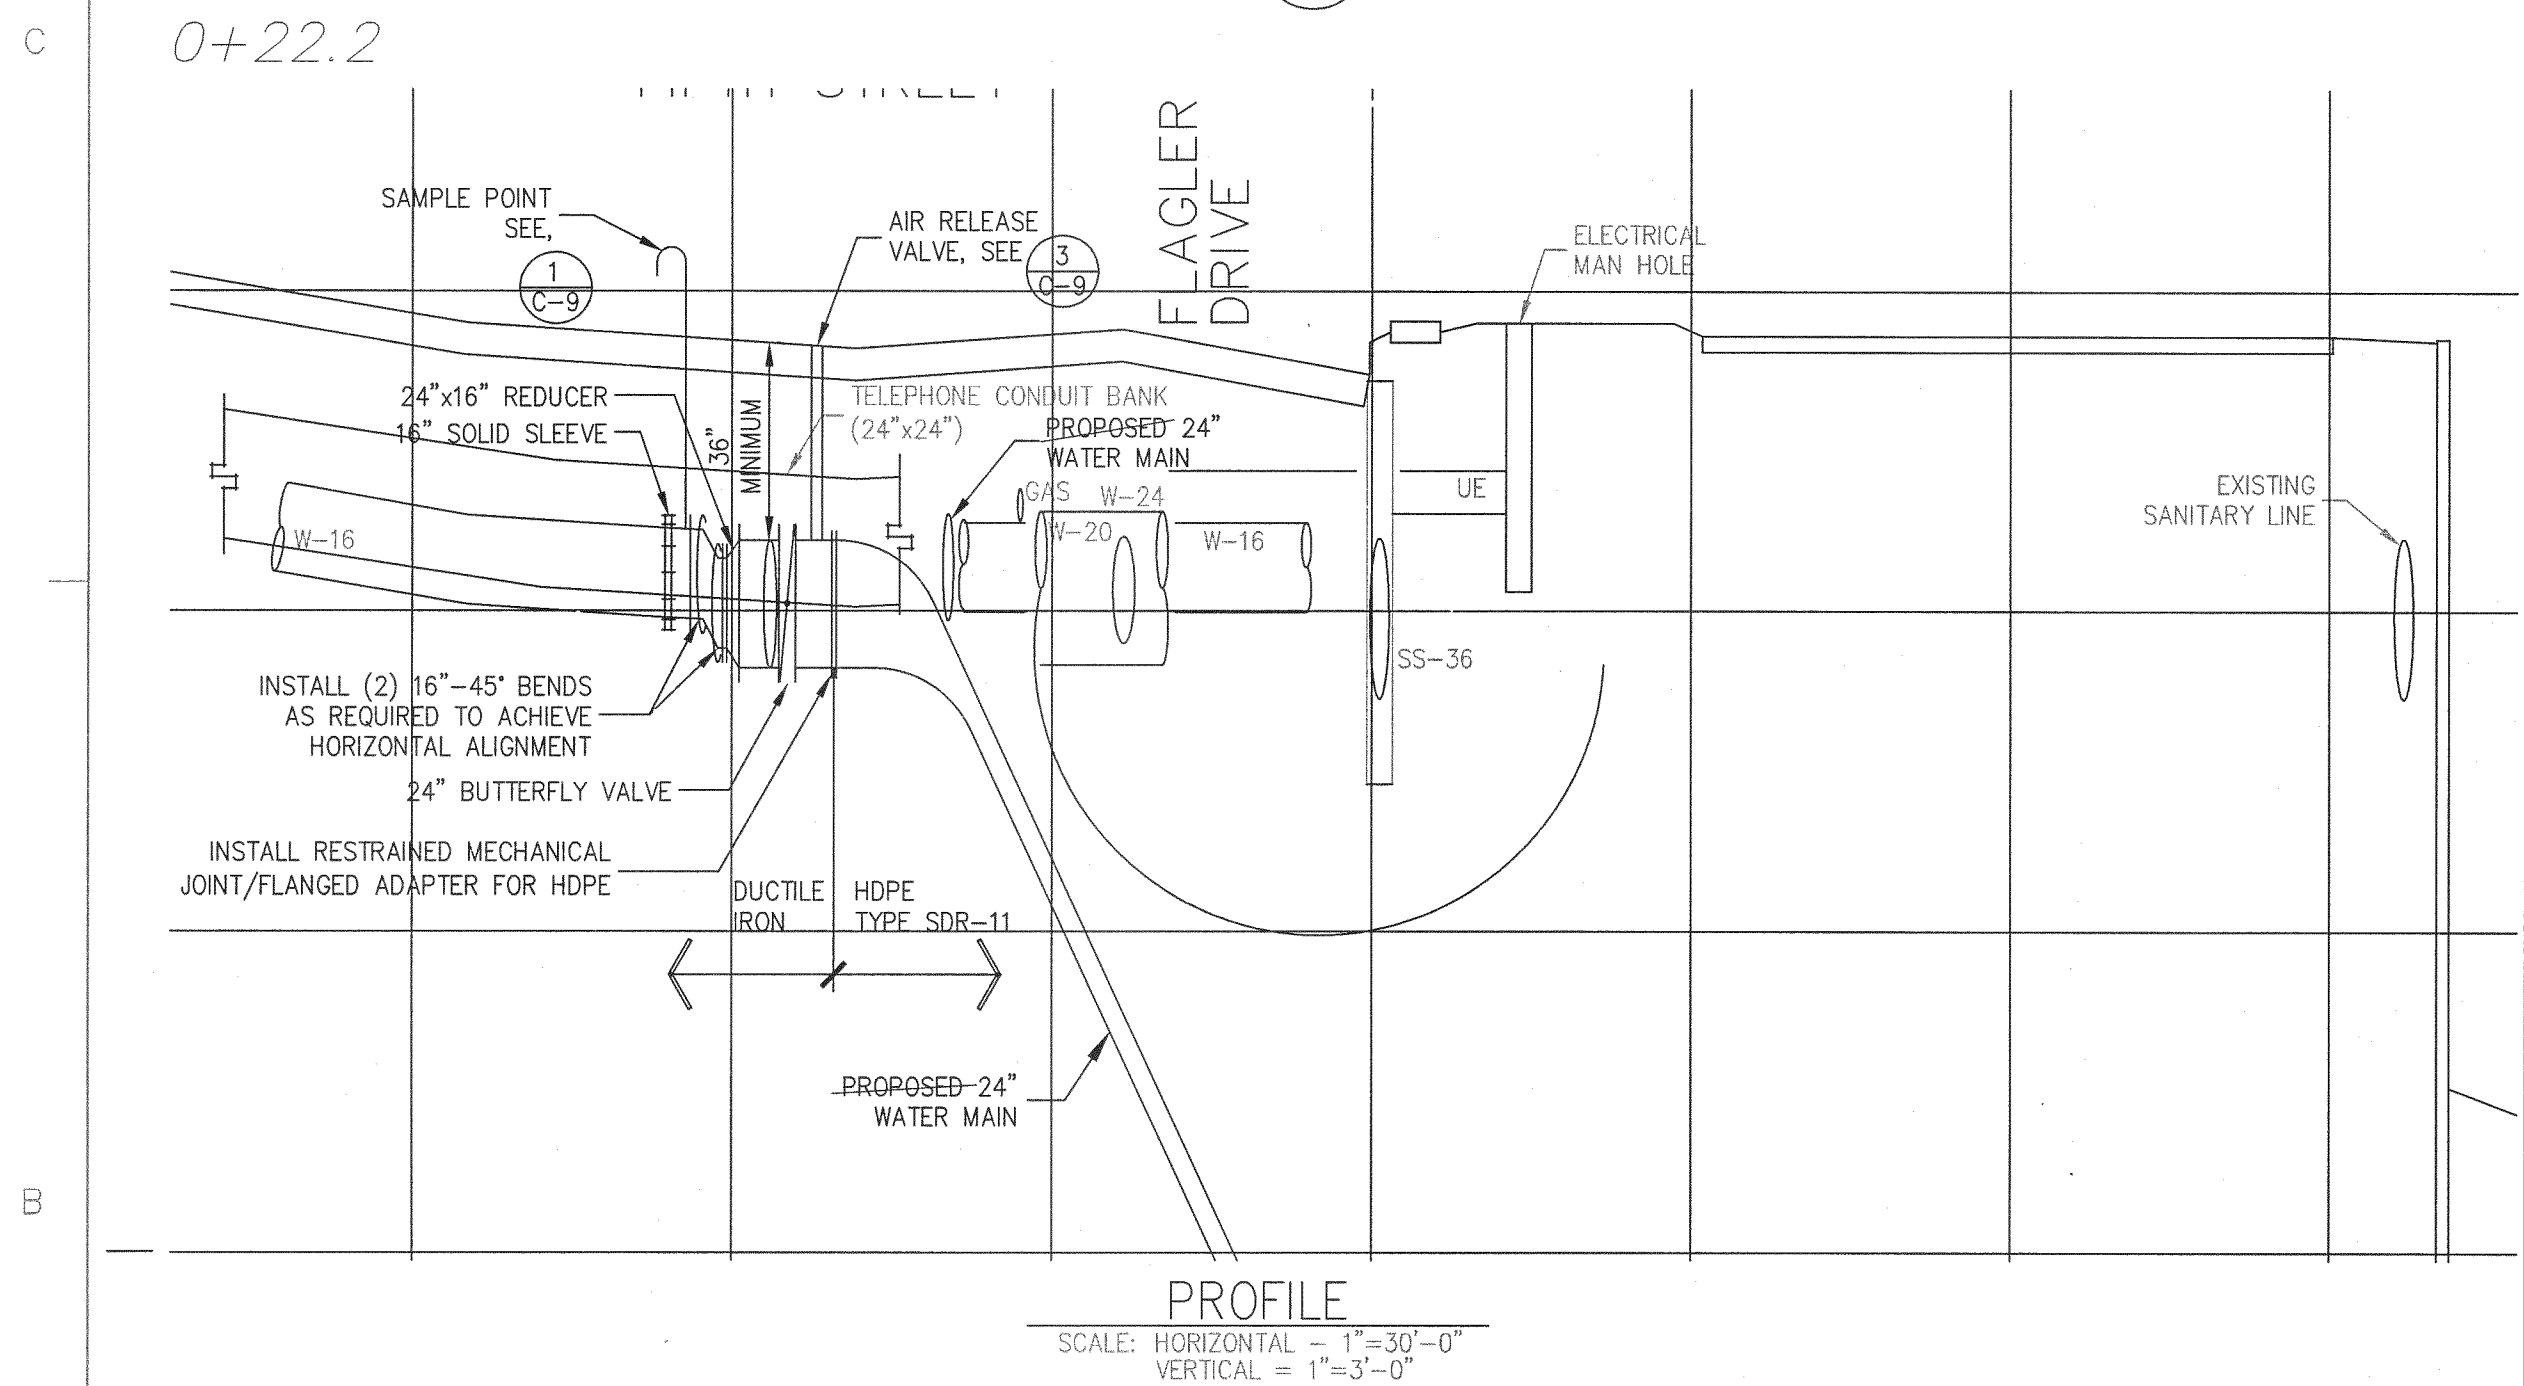 C
0+22.2
STREET
FLAGLER
DRIVE
SAMPLE POINT
SEE,
1
C-9
AIR RELEASE
VALVE, SEE
3
C-9
ELECTRICAL
MAN HOLE
24"x16" REDUCER
16" SOLID SLEEVE
36"
MINIMUM
TELEPHONE CONDUIT BANK
(24"x24")
PROPOSED 24"
WATER MAIN
GAS
W-24
W-20
W-16
UE
EXISTING
SANITARY LINE
W-16
SS-36
INSTALL (2) 16"-45° BENDS
AS REQUIRED TO ACHIEVE
HORIZONTAL ALIGNMENT
24" BUTTERFLY VALVE
INSTALL RESTRAINED MECHANICAL
JOINT/FLANGED ADAPTER FOR HDPE
DUCTILE
IRON
HDPE
TYPE SDR-11
PROPOSED 24"
WATER MAIN
B
PROFILE
SCALE: HORIZONTAL - 1"=30'-0"
VERTICAL = 1"=3'-0"